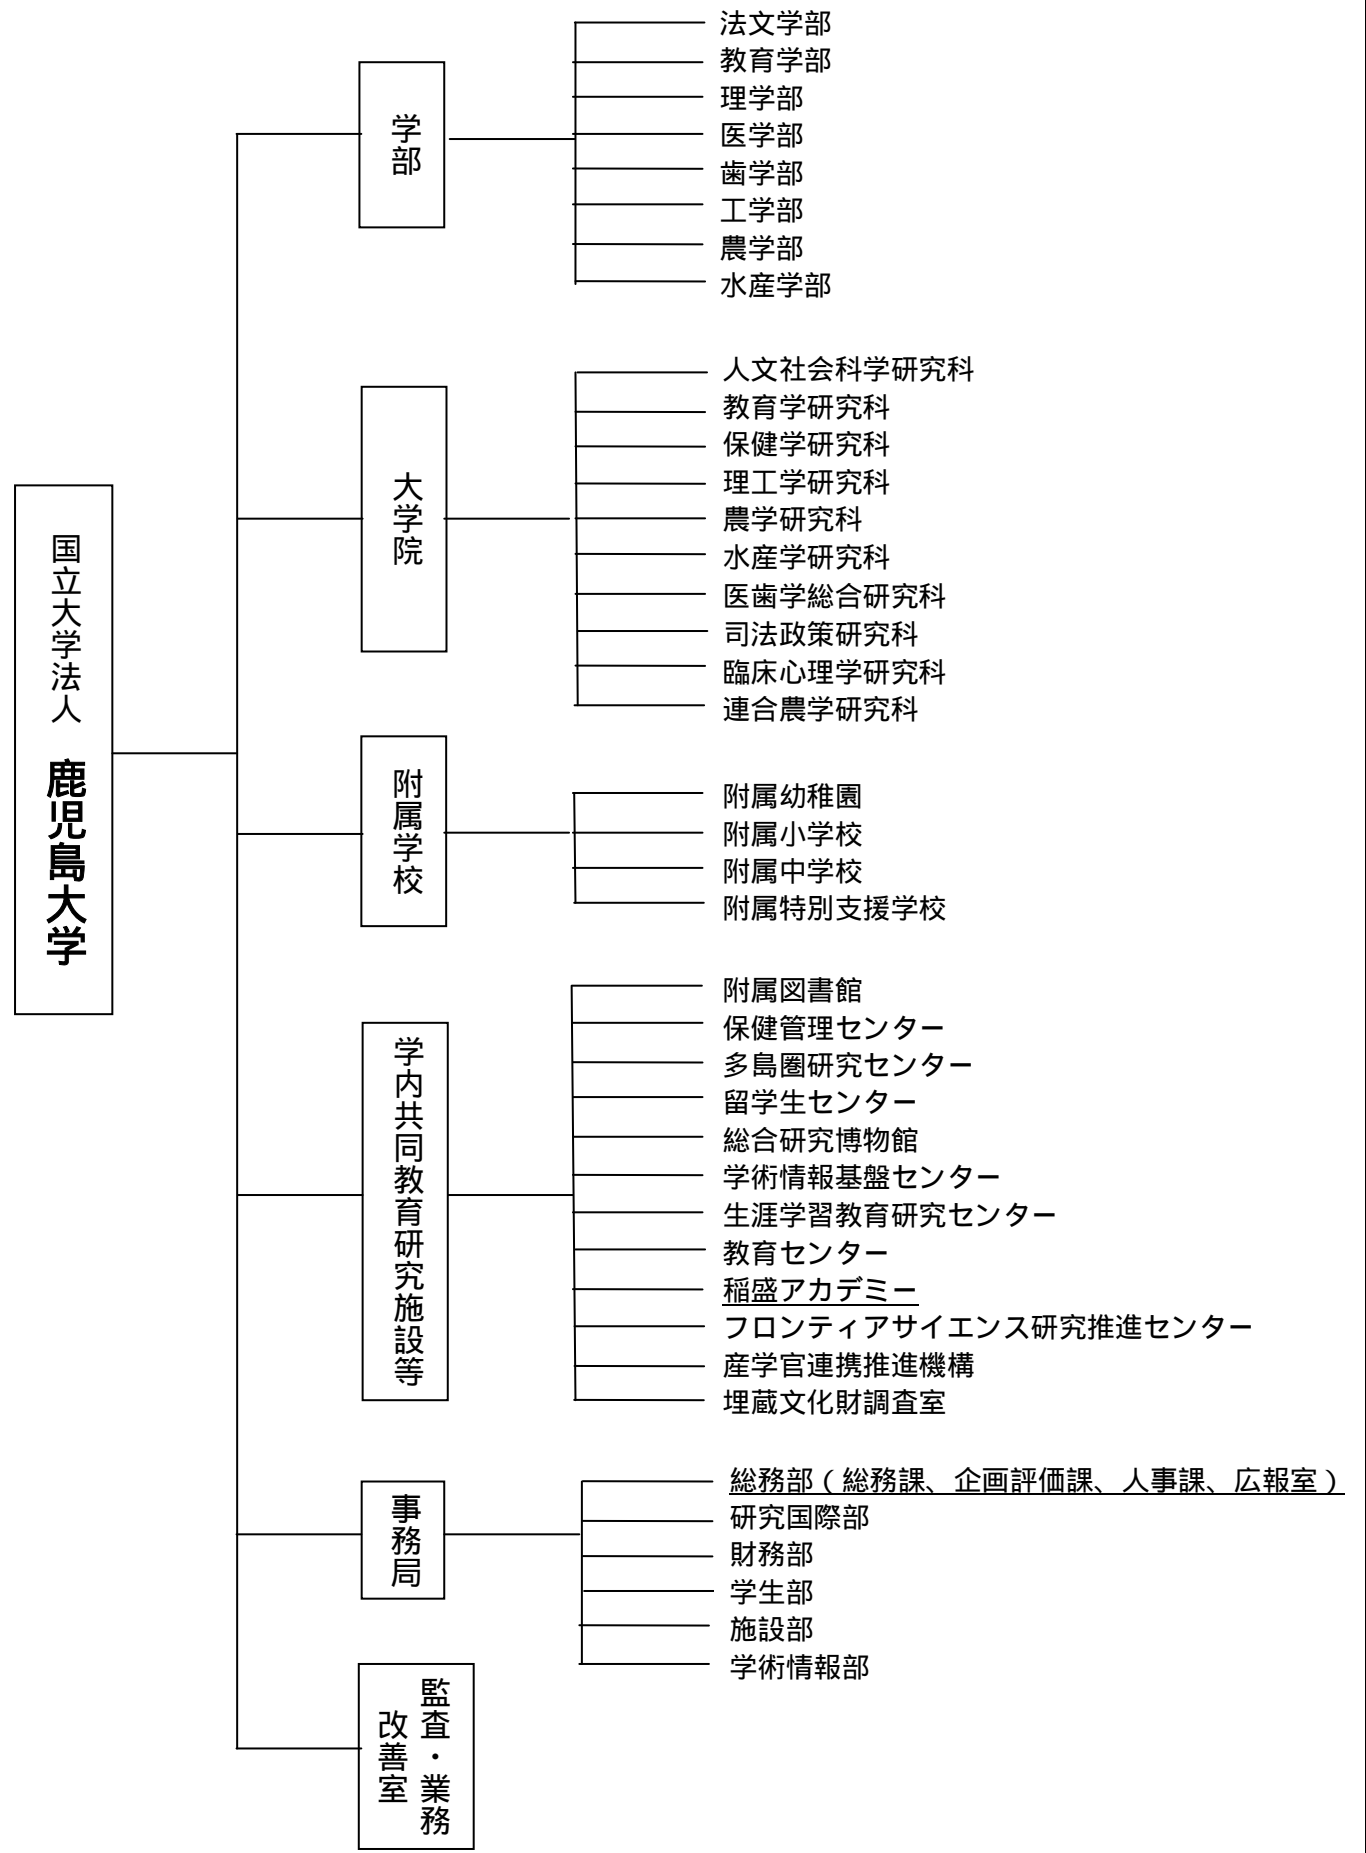 国立大学法人 鹿児島大学
学部
法文学部
教育学部
理学部
医学部
歯学部
工学部
農学部
水産学部
大学院
人文社会科学研究科
教育学研究科
保健学研究科
理工学研究科
農学研究科
水産学研究科
医歯学総合研究科
司法政策研究科
臨床心理学研究科
連合農学研究科
附属学校
附属幼稚園
附属小学校
附属中学校
附属特別支援学校
学内共同教育研究施設等
附属図書館
保健管理センター
多島圏研究センター
留学生センター
総合研究博物館
学術情報基盤センター
生涯学習教育研究センター
教育センター
稲盛アカデミー
フロンティアサイエンス研究推進センター
産学官連携推進機構
埋蔵文化財調査室
事務局
総務部(総務課、企画評価課、人事課、広報室)
研究国際部
財務部
学生部
施設部
学術情報部
監査・業務
改善室